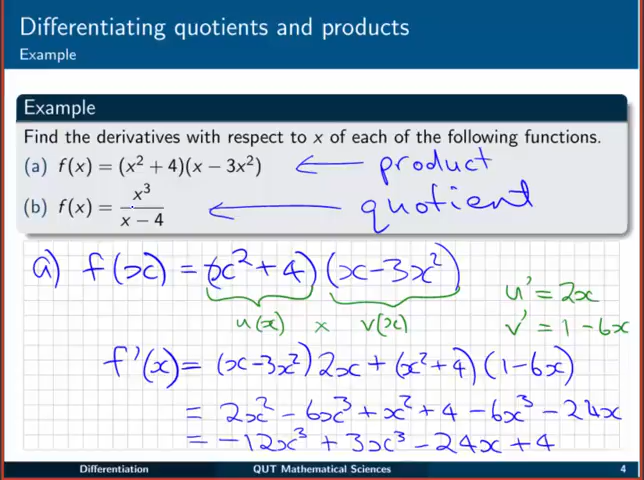 Differentiating quotients and products
Example
Example
Find the derivatives with respect to x of each of the following functions.
(a) f(x) = (x² + 4)(x − 3x²) ← product
(b) f(x) = x³/(x − 4) ← quotient
a) f(x) = (x² + 4)(x − 3x²)
u' = 2x
u(x) × v(x)
v' = 1 − 6x
f'(x) = (x − 3x²) 2x + (x² + 4)(1 − 6x)
= 2x² − 6x³ + x² + 4 − 6x³ − 24x
= −12x³ + 3x³ − 24x + 4
Differentiation QUT Mathematical Sciences 4